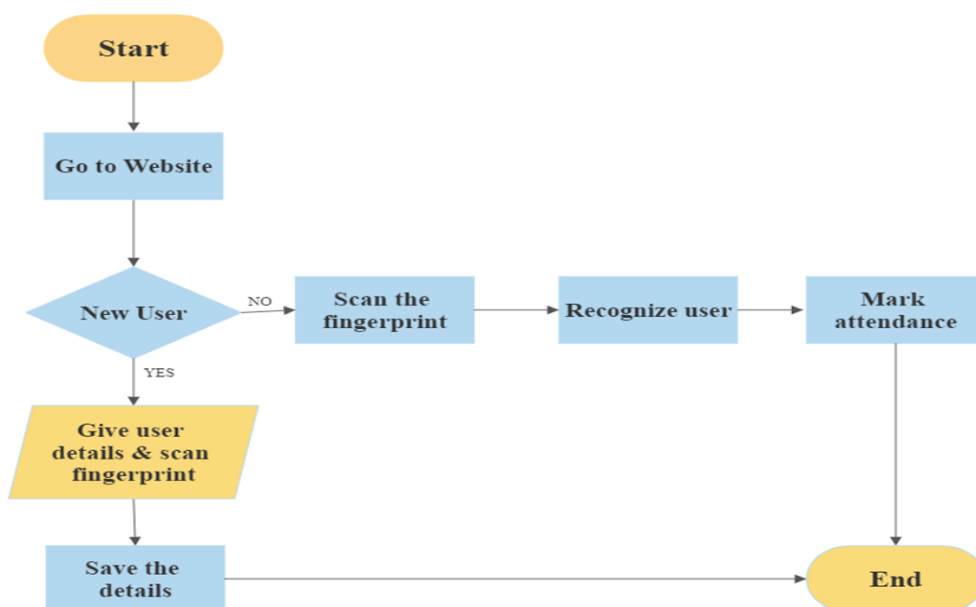 Start
Go to Website
New User
NO
Scan the
fingerprint
Recognize user
Mark
attendance
YES
Give user
details & scan
fingerprint
Save the
details
End